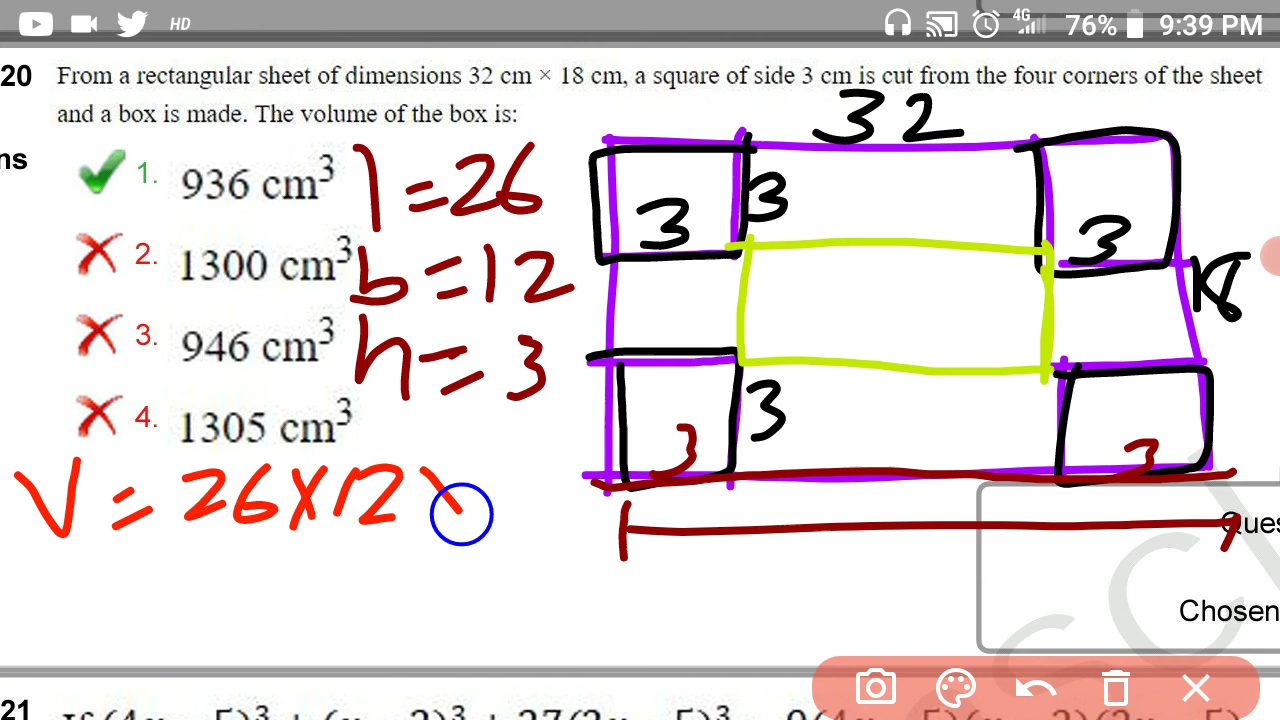 HD 4G 76% 9:39 PM
20 From a rectangular sheet of dimensions 32 cm × 18 cm, a square of side 3 cm is cut from the four corners of the sheet
and a box is made. The volume of the box is:
ns
1. 936 cm³
2. 1300 cm³
3. 946 cm³
4. 1305 cm³
l = 26
b = 12
h = 3
V = 26 × 12
32
3 3 3
18
3
3 3
Ques
Chosen
SC
21